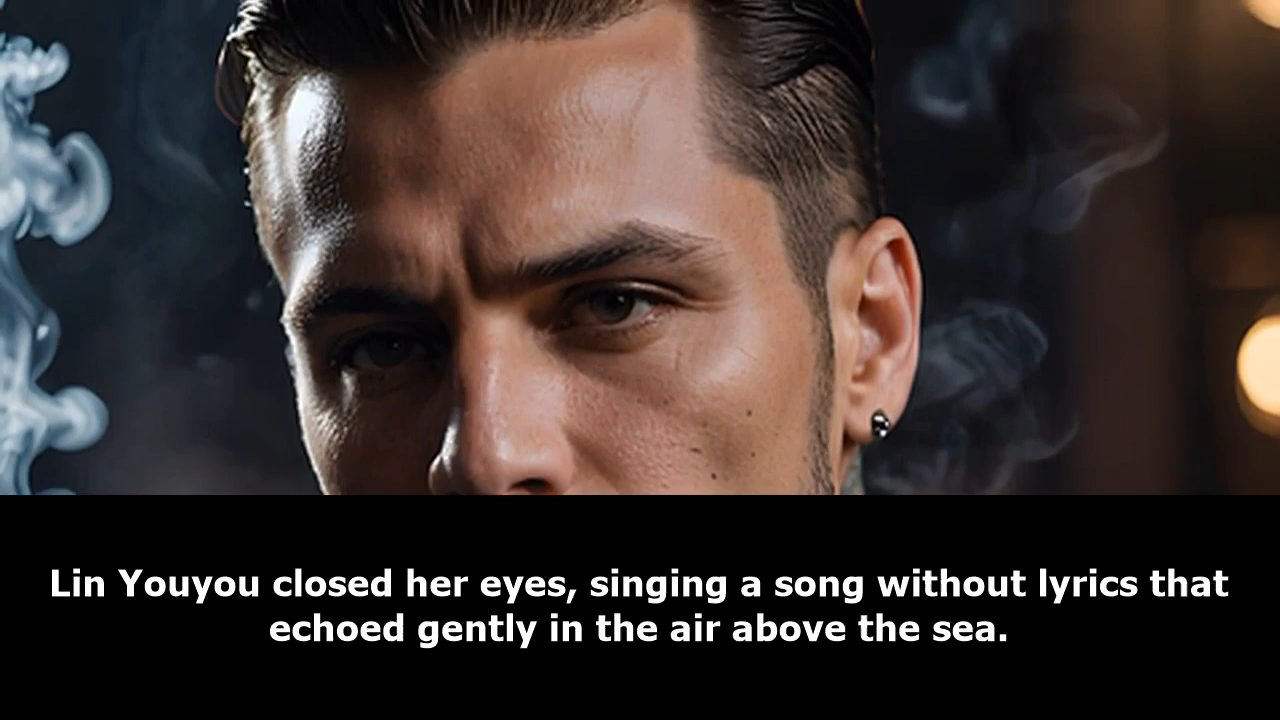 Lin Youyou closed her eyes, singing a song without lyrics that
echoed gently in the air above the sea.